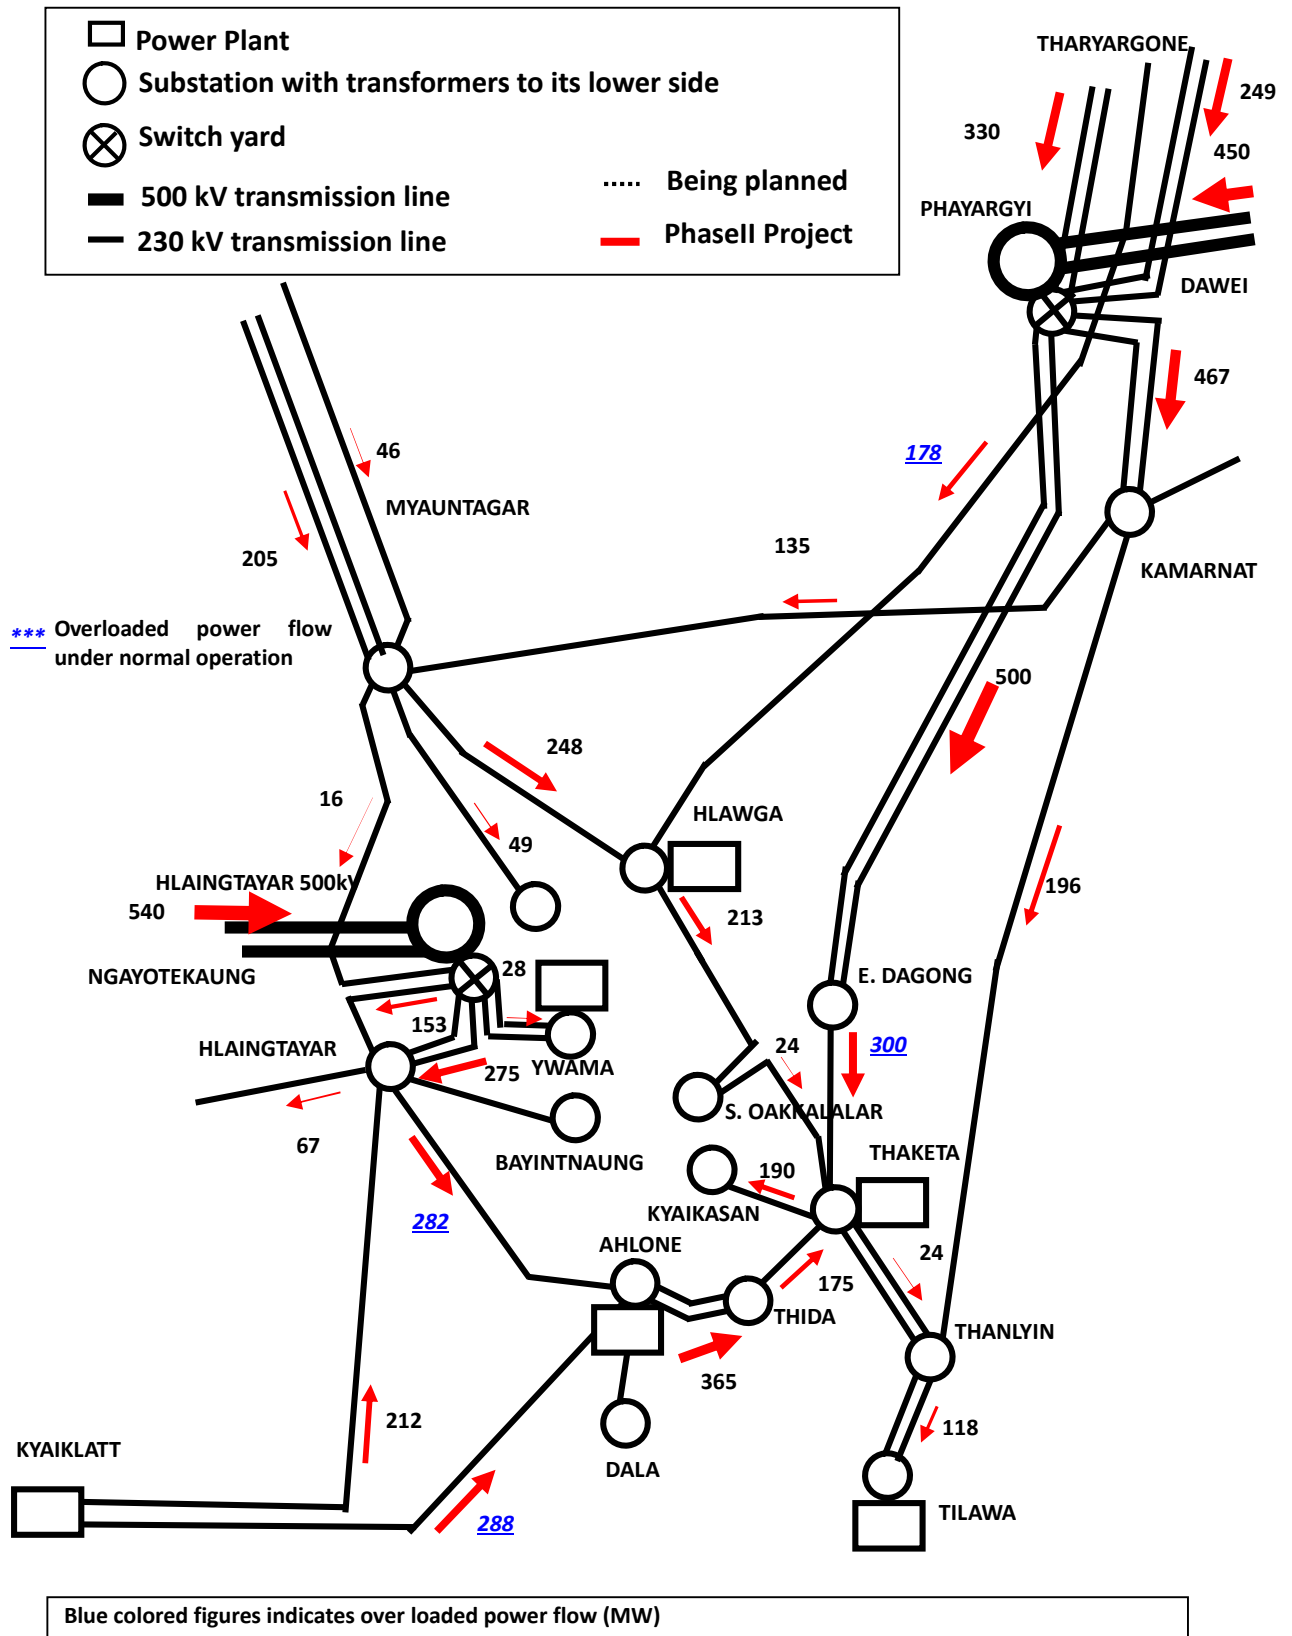 Power Plant
Substation with transformers to its lower side
Switch yard
500 kV transmission line
230 kV transmission line
Being planned
PhaseII Project
THARYARGONE
249
330
450
PHAYARGYI
DAWEI
467
46
178
MYAUNTAGAR
205
135
KAMARNAT
*** Overloaded power flow
under normal operation
500
248
16
HLAWGA
49
HLAINGTAYAR 500kV
196
540
213
NGAYOTEKAUNG
28
E. DAGONG
153
HLAINGTAYAR
24
300
275
YWAMA
S. OAKKALALAR
67
BAYINTNAUNG
THAKETA
190
KYAIKASAN
282
AHLONE
24
175
THIDA
THANLYIN
365
212
118
KYAIKLATT
DALA
TILAWA
288
Blue colored figures indicates over loaded power flow (MW)